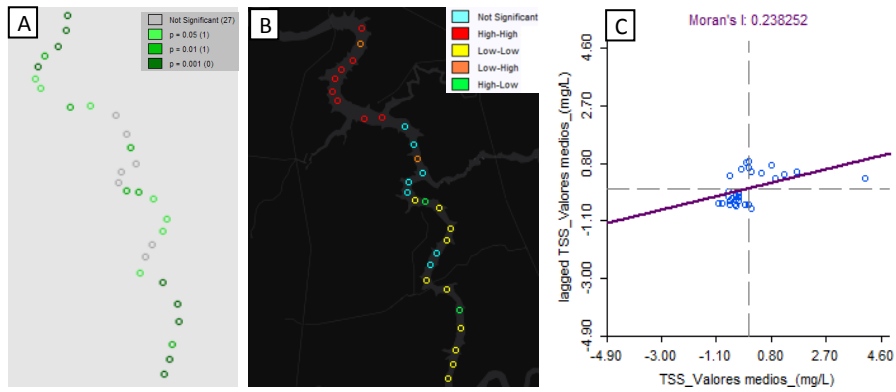 A
Not Significant (27)
p = 0.05 (1)
p = 0.01 (1)
p = 0.001 (0)
B
Not Significant
High-High
Low-Low
Low-High
High-Low
C
Moran's I: 0.238252
lagged TSS_Valores medios_(mg/L)
4.60
2.70
0.80
-1.10
-3.00
-4.90
-4.90
-3.00
-1.10
0.80
2.70
4.60
TSS_Valores medios_(mg/L)